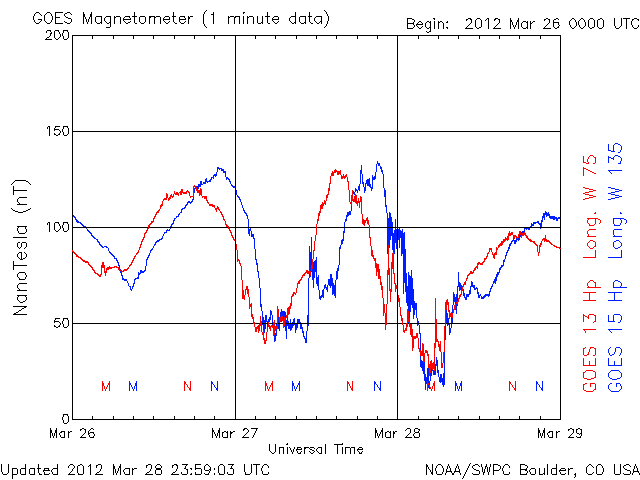 GOES Magnetometer (1 minute data)
Begin: 2012 Mar 26 0000 UTC
200
150
100
50
0
NanoTesla (nT)
M M N N M M N N M M N N
Mar 26 Mar 27 Mar 28 Mar 29
Universal Time
GOES 13 Hp Long. W 75
GOES 15 Hp Long. W 135
Updated 2012 Mar 28 23:59:03 UTC
NOAA/SWPC Boulder, CO USA